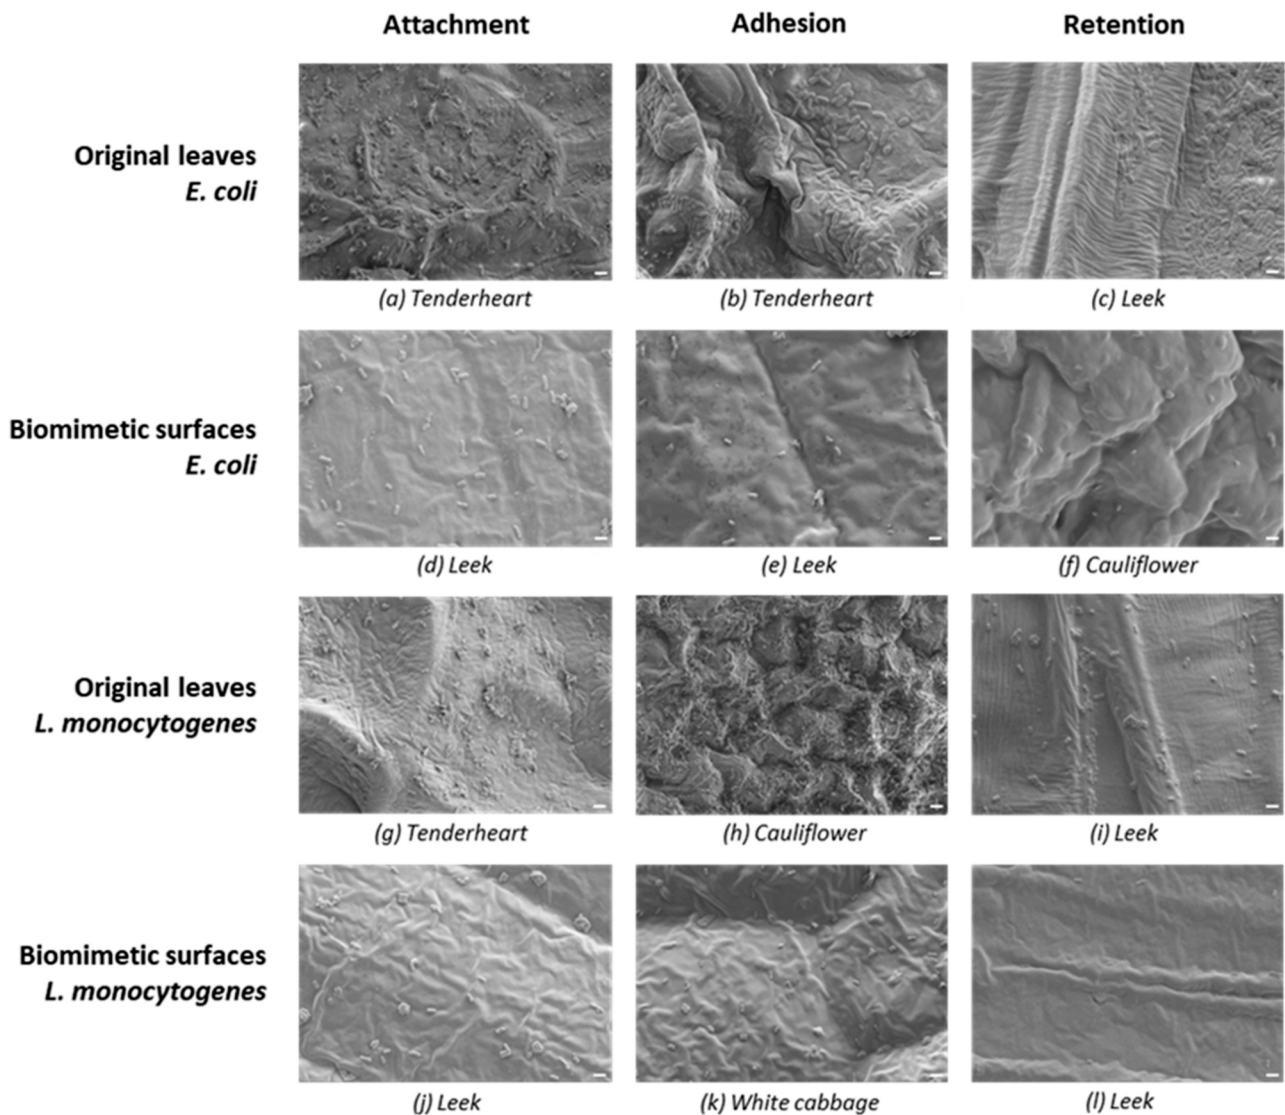 Attachment
Adhesion
Retention
Original leaves
E. coli
(a) Tenderheart
(b) Tenderheart
(c) Leek
Biomimetic surfaces
E. coli
(d) Leek
(e) Leek
(f) Cauliflower
Original leaves
L. monocytogenes
(g) Tenderheart
(h) Cauliflower
(i) Leek
Biomimetic surfaces
L. monocytogenes
(j) Leek
(k) White cabbage
(l) Leek